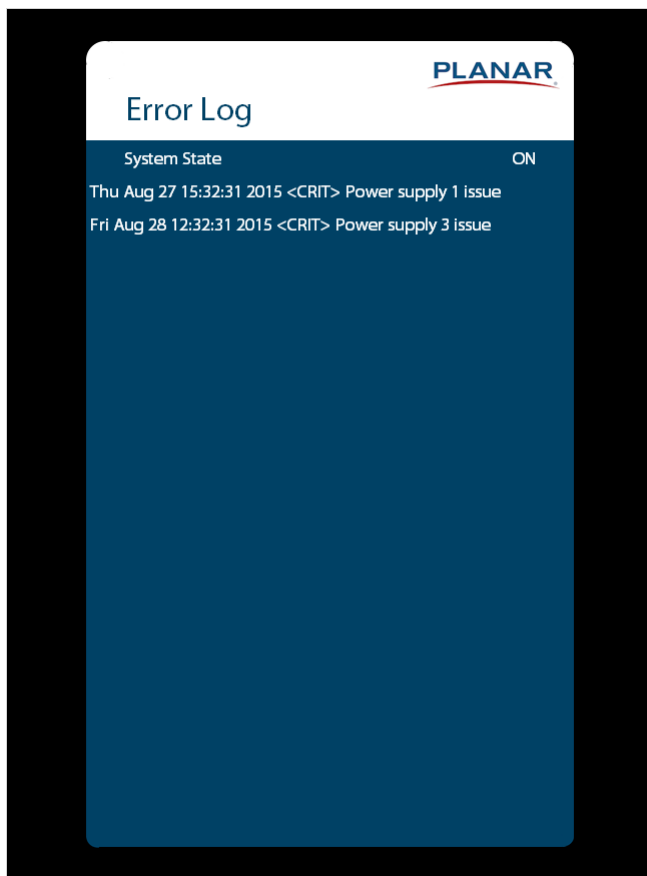 PLANAR
Error Log
System State ON
Thu Aug 27 15:32:31 2015 <CRIT> Power supply 1 issue
Fri Aug 28 12:32:31 2015 <CRIT> Power supply 3 issue